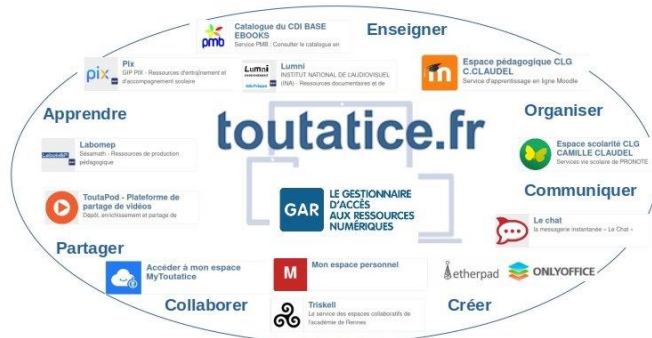 Catalogue du CDI BASE
EBOOKS
Service PMB : Consulter le catalogue en
pmb
Enseigner
Pix
GIP PIX - Ressources d'entraînement et
d'accompagnement scolaire
pix
Lumni
INSTITUT NATIONAL DE L'AUDIOVISUEL
(INA) - Ressources documentaires et de
Lumni
Espace pédagogique CLG
C.CLAUDEL
Service d'apprentissage en ligne Moodle
Apprendre
toutatice.fr
Organiser
Labomep
Sésamath - Ressources de production
pédagogique
Espace scolarité CLG
CAMILLE CLAUDEL
Services vie scolaire de PRONOTE
Communiquer
ToutaPod - Plateforme de
partage de vidéos
Dépôt, enrichissement et partage de
GAR
LE GESTIONNAIRE
D'ACCÈS
AUX RESSOURCES
NUMÉRIQUES
Le chat
la messagerie instantanée « Le Chat »
Partager
Accéder à mon espace
MyToutatice
M
Mon espace personnel
etherpad
ONLYOFFICE
Collaborer
Triskell
Le service des espaces collaboratifs de
l'académie de Rennes
Créer